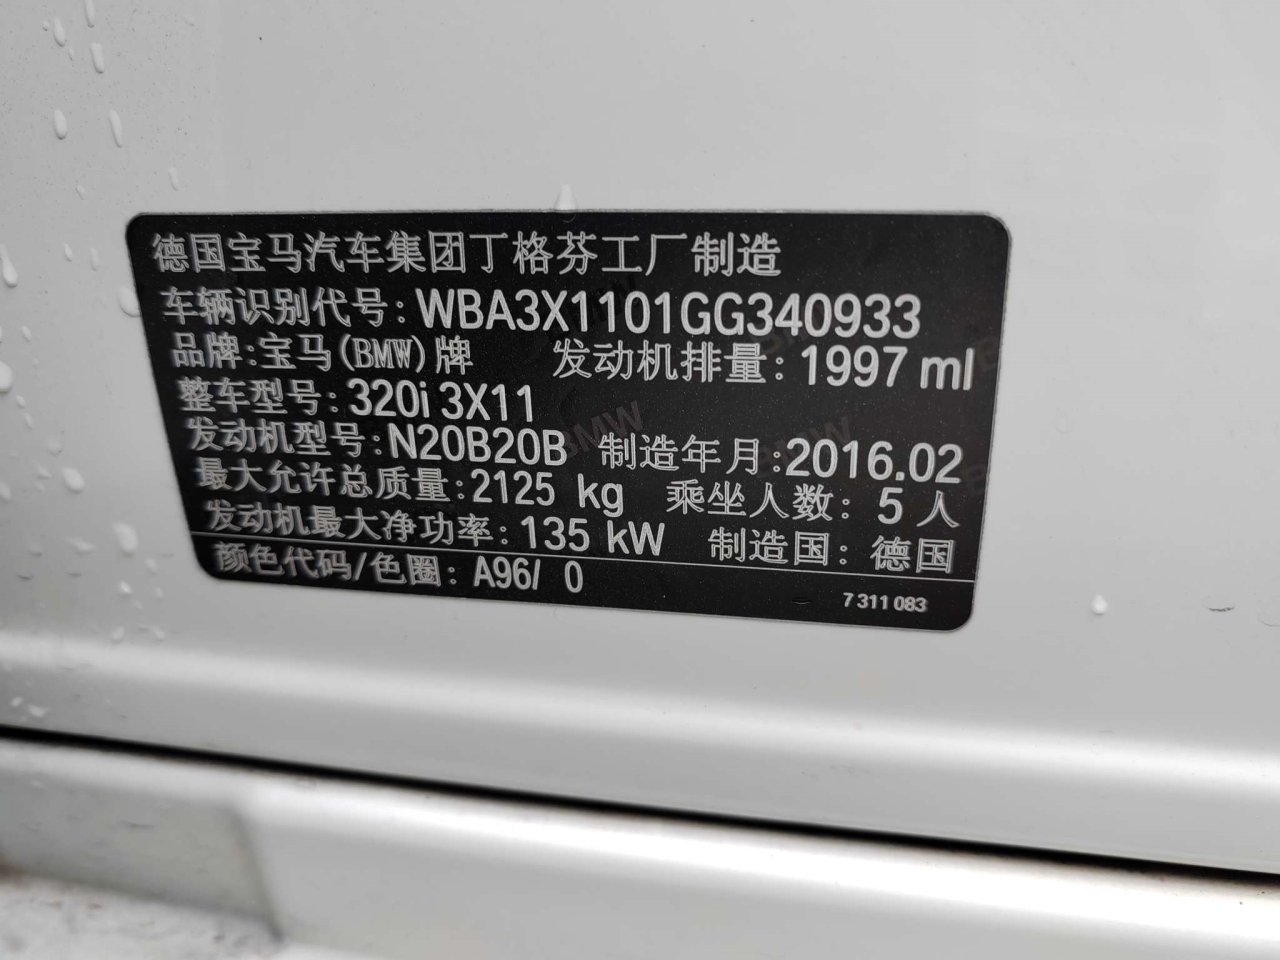 德国宝马汽车集团丁格芬工厂制造
车辆识别代号: WBA3X1101GG340933
品牌: 宝马(BMW)牌 发动机排量: 1997 ml
整车型号: 320i 3X11
发动机型号: N20B20B 制造年月: 2016.02
最大允许总质量: 2125 kg 乘坐人数: 5 人
发动机最大净功率: 135 kW 制造国: 德国
颜色代码/色圈: A96/ 0
7 311 083